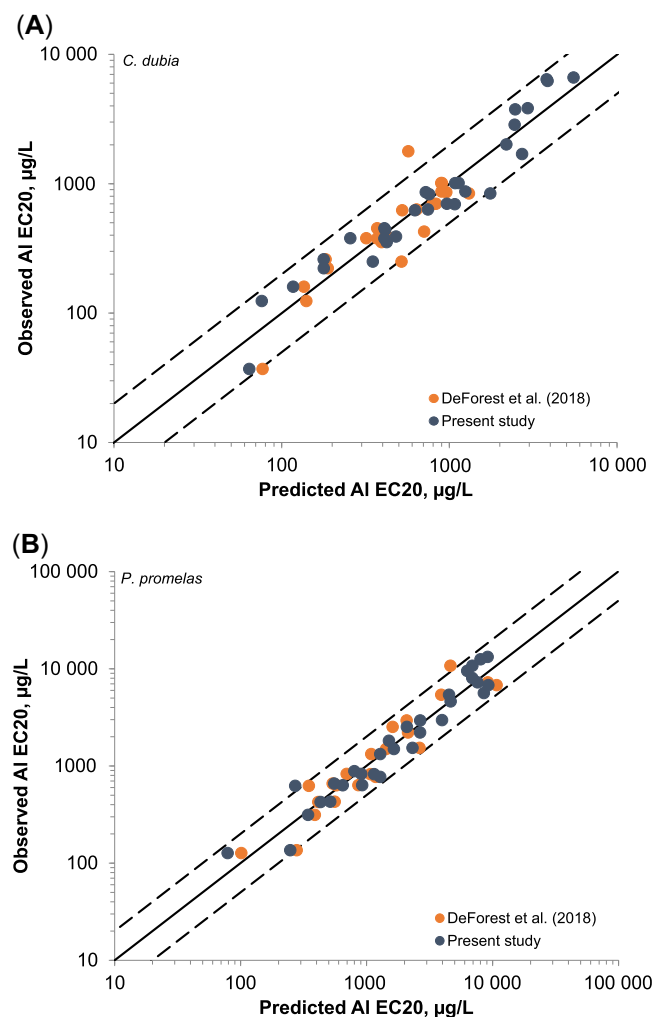 (A)
10 000
C. dubia
1000
Observed Al EC20, µg/L
100
DeForest et al. (2018)
Present study
10
10
100
1000
10 000
Predicted Al EC20, µg/L
(B)
100 000
P. promelas
10 000
Observed Al EC20, µg/L
1000
100
DeForest et al. (2018)
Present study
10
10
100
1000
10 000
100 000
Predicted Al EC20, µg/L